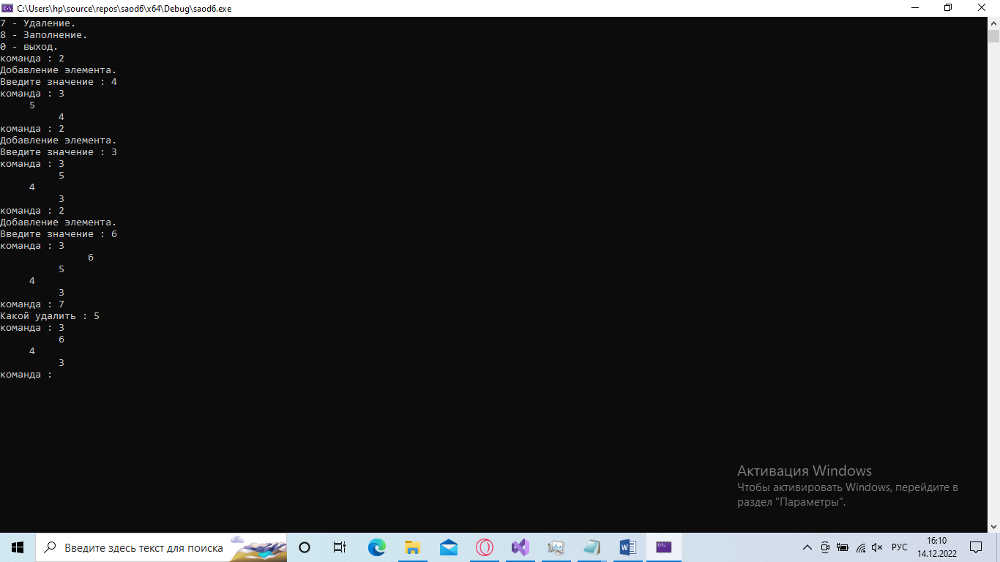 C:\Users\hp\source\repos\saod6\x64\Debug\saod6.exe
7 - Удаление.
8 - Заполнение.
0 - выход.
команда : 2
Добавление элемента.
Введите значение : 4
команда : 3
     5
          4
команда : 2
Добавление элемента.
Введите значение : 3
команда : 3
          5
     4
          3
команда : 2
Добавление элемента.
Введите значение : 6
команда : 3
               6
          5
     4
          3
команда : 7
Какой удалить : 5
команда : 3
          6
     4
          3
команда :
Активация Windows
Чтобы активировать Windows, перейдите в
раздел "Параметры".
Введите здесь текст для поиска
РУС
16:10
14.12.2022